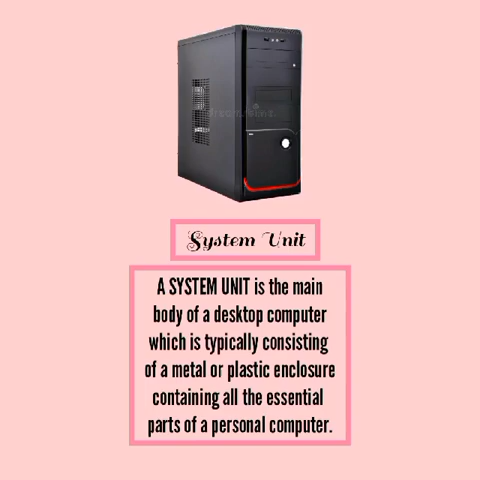 System Unit
A SYSTEM UNIT is the main
body of a desktop computer
which is typically consisting
of a metal or plastic enclosure
containing all the essential
parts of a personal computer.